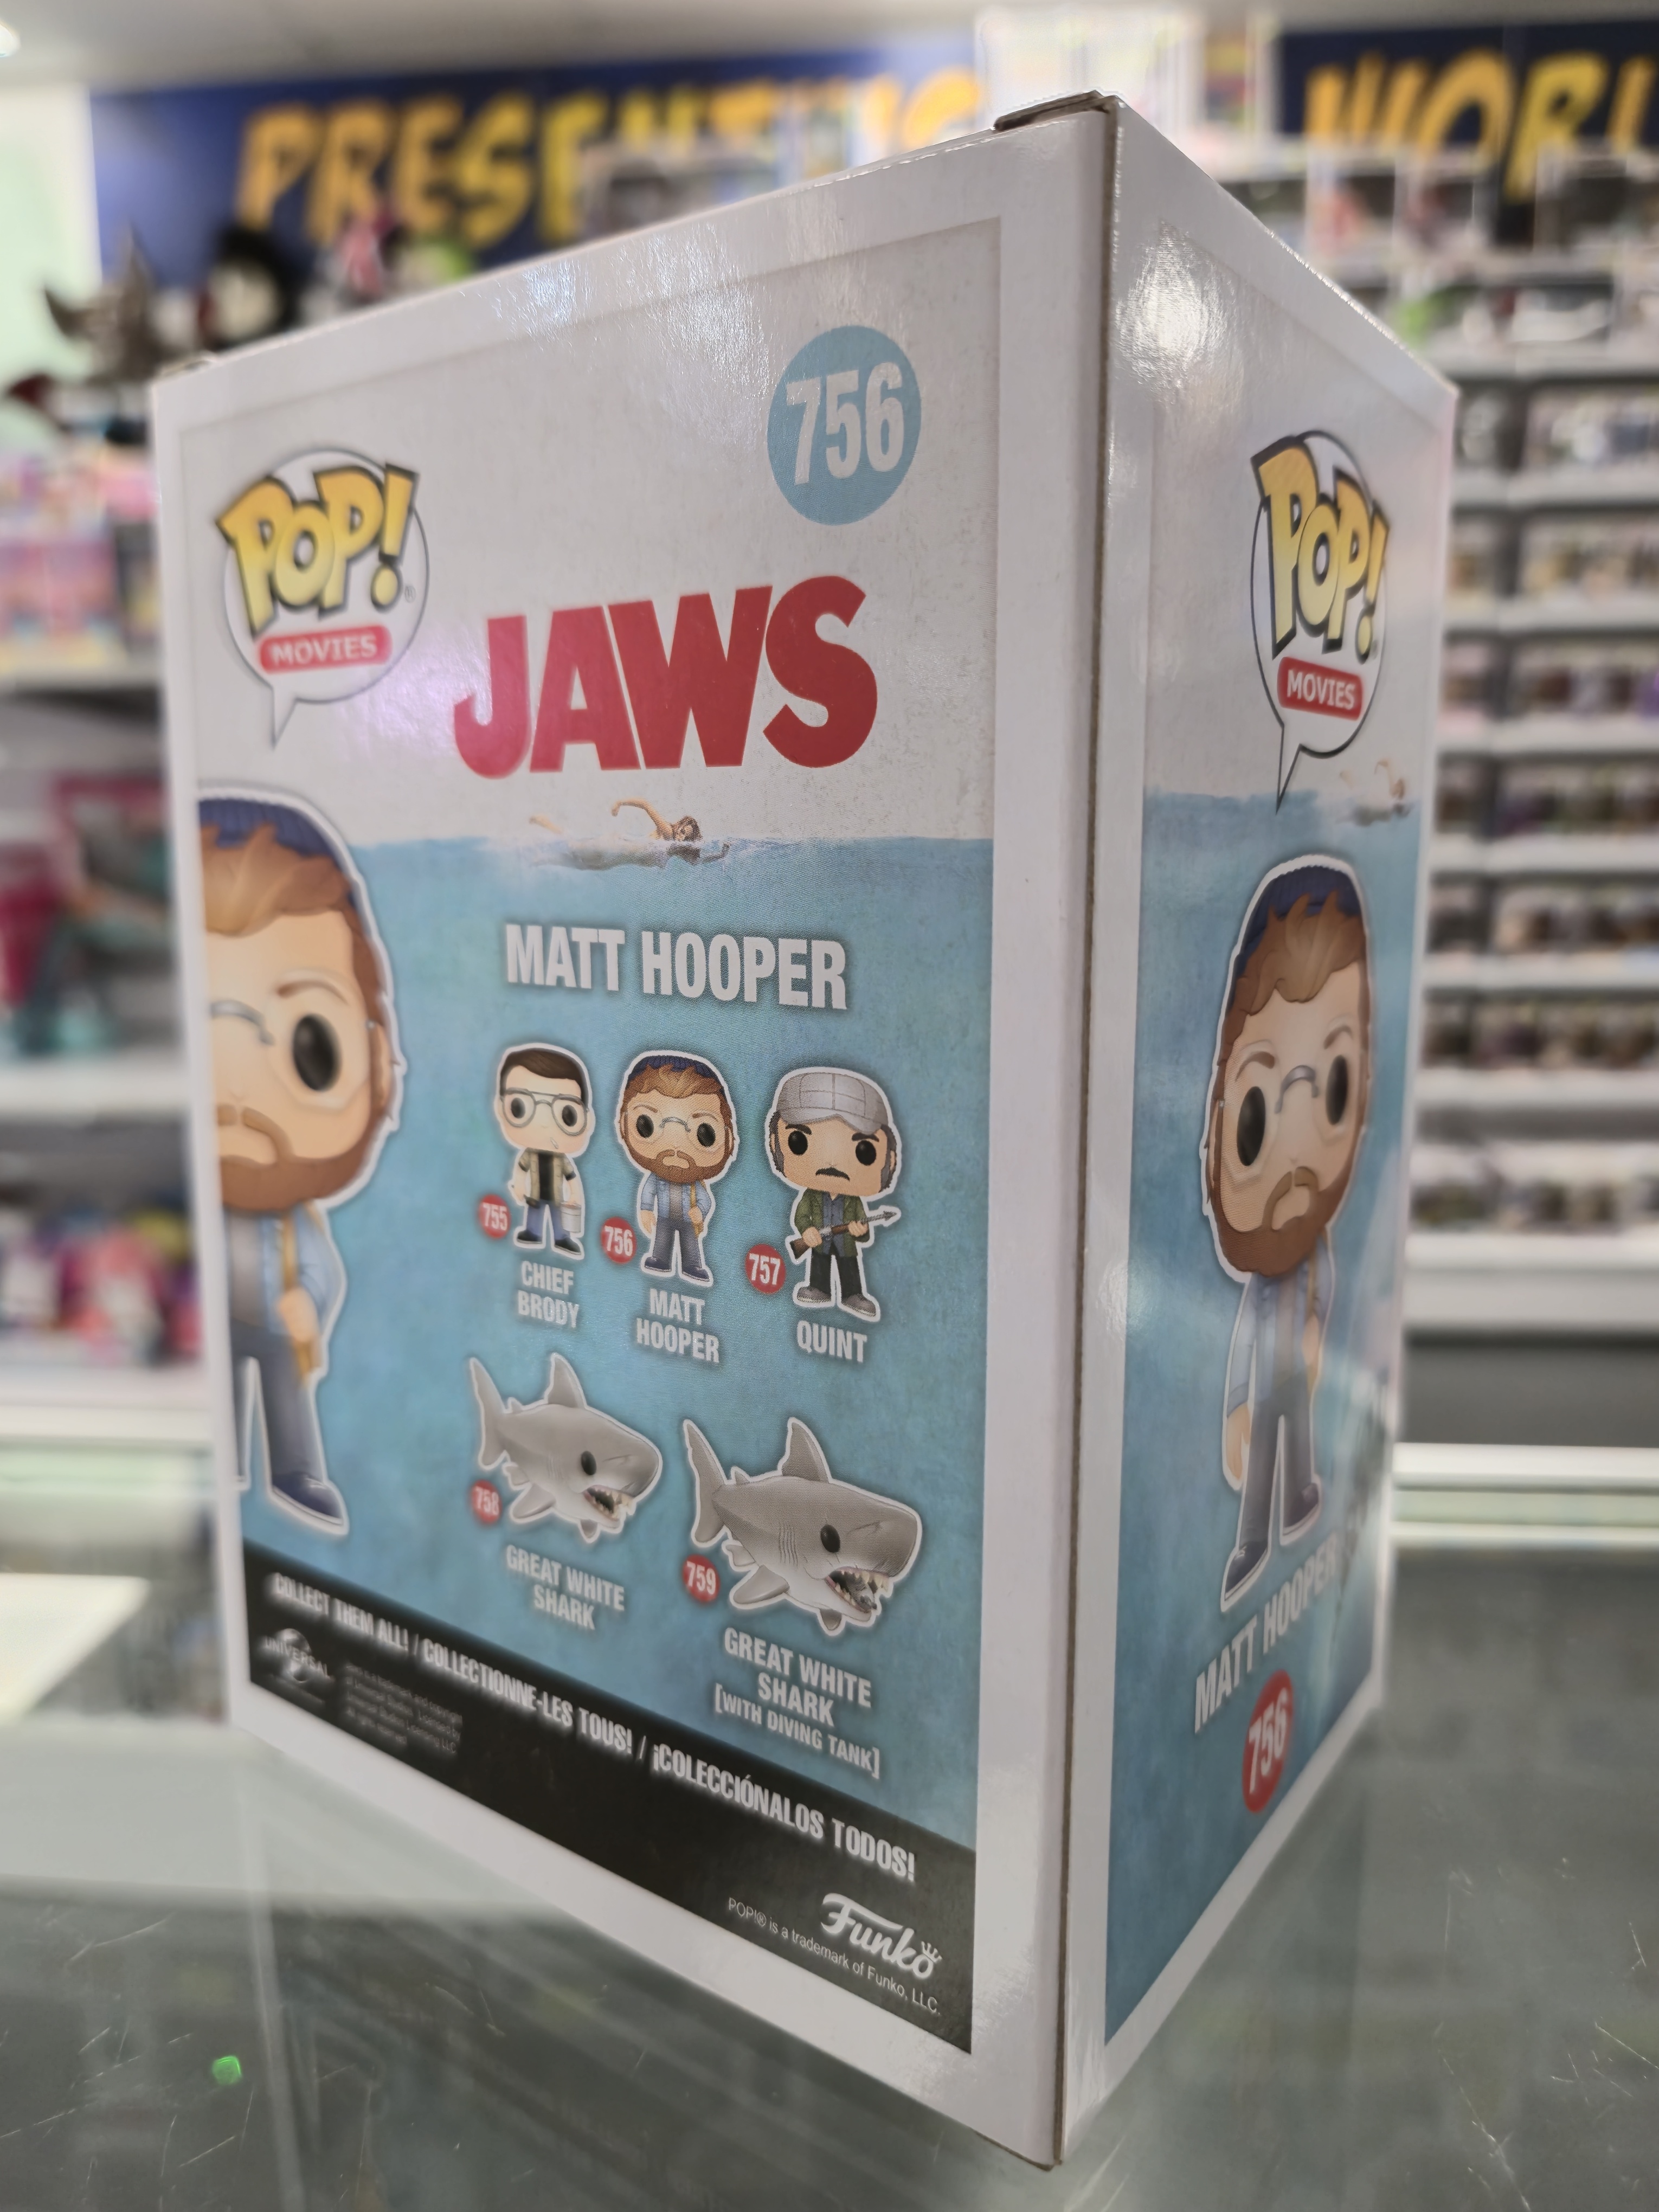 PRESENTING
WORL
756
POP!®
MOVIES
JAWS
MATT HOOPER
755
CHIEF
BRODY
756
MATT
HOOPER
757
QUINT
758
GREAT WHITE
SHARK
759
GREAT WHITE
SHARK
[WITH DIVING TANK]
COLLECT THEM ALL! / COLLECTIONNE-LES TOUS! / ¡COLECCIÓNALOS TODOS!
UNIVERSAL
Funko
POP!® is a trademark of Funko, LLC.
POP!
MOVIES
MATT HOOPER
756